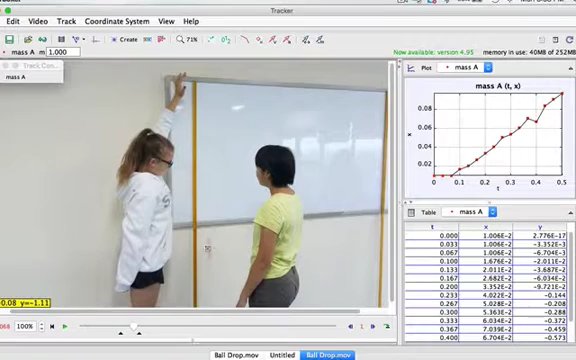 Tracker
Edit Video Track Coordinate System View Help
Create 71%
mass A m 1.000
Now available: version 4.95 memory in use: 40MB of 252MB
Track Con...
mass A
Plot mass A
mass A (t, x)
0.08
0.06
0.04
0.02
x
0.0 0.1 0.2 0.3 0.4 0.5
t
Table mass A
t x y
0.000 1.006E-2 2.776E-17
0.033 1.006E-2 -3.352E-3
0.067 1.006E-2 -6.704E-3
0.100 1.676E-2 -2.011E-2
0.133 2.011E-2 -3.687E-2
0.167 2.682E-2 -6.034E-2
0.200 3.352E-2 -9.721E-2
0.233 4.022E-2 -0.144
0.267 5.028E-2 -0.208
0.300 5.363E-2 -0.288
0.333 6.034E-2 -0.372
0.367 7.039E-2 -0.459
0.400 6.704E-2 -0.573
0.08 y=-1.11
068 100% 1
Ball Drop.mov Untitled Ball Drop.mov